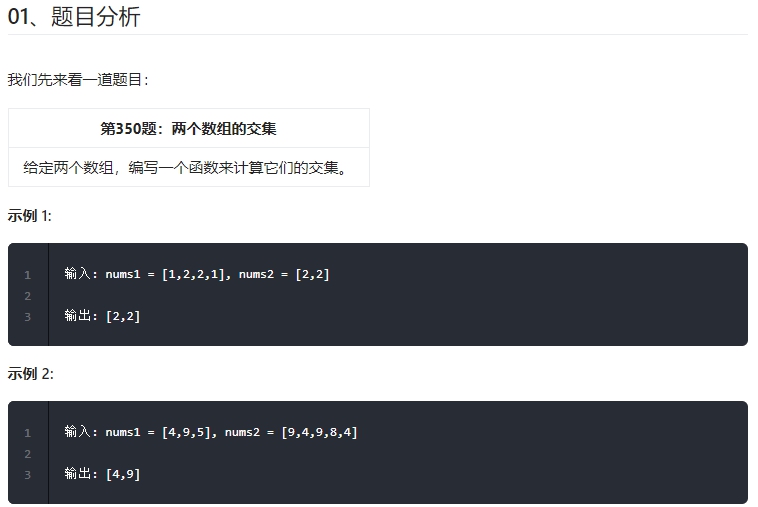 01、题目分析
我们先来看一道题目：
第350题：两个数组的交集
给定两个数组，编写一个函数来计算它们的交集。
示例 1:
1 输入: nums1 = [1,2,2,1], nums2 = [2,2]
2
3 输出: [2,2]
示例 2:
1 输入: nums1 = [4,9,5], nums2 = [9,4,9,8,4]
2
3 输出: [4,9]